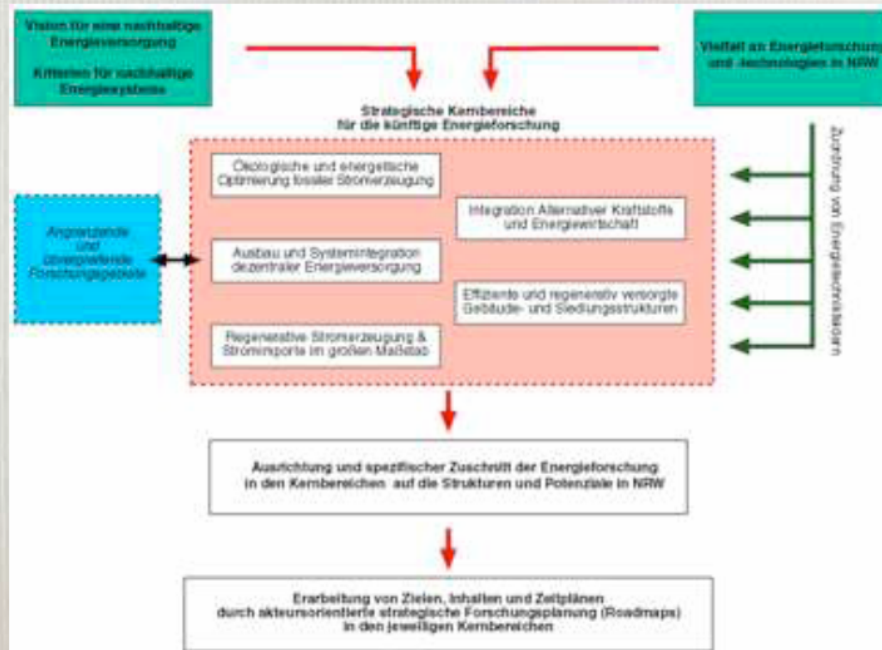 Vision für eine nachhaltige
Energieversorgung
Kriterien für nachhaltige
Energiesysteme
Vielfalt an Energieforschung
und -technologien in NRW
Strategische Kernbereiche
für die künftige Energieforschung
Zuordnung von Energietechnikfeldern
Ökologische und energetische
Optimierung fossiler Stromerzeugung
Integration Alternativer Kraftstoffe
und Energiewirtschaft
Angrenzende
und
übergreifende
Forschungsgebiete
Ausbau und Systemintegration
dezentraler Energieversorgung
Effiziente und regenerativ versorgte
Gebäude- und Siedlungsstrukturen
Regenerative Stromerzeugung &
Stromimporte im großen Maßstab
Ausrichtung und spezifischer Zuschnitt der Energieforschung
in den Kernbereichen auf die Strukturen und Potenziale in NRW
Erarbeitung von Zielen, Inhalten und Zeitplänen
durch akteursorientierte strategische Forschungsplanung (Roadmaps)
in den jeweiligen Kernbereichen